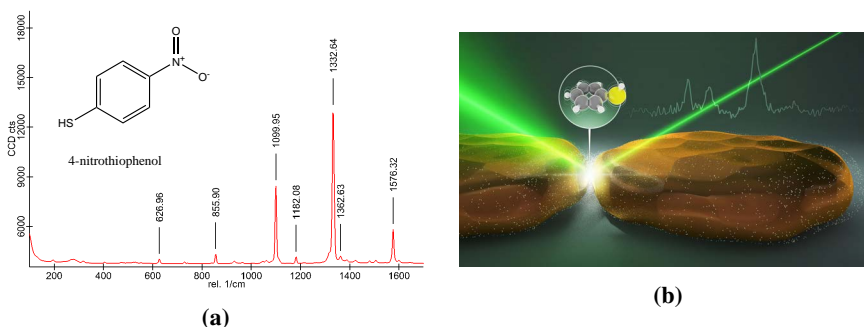 18000
16000
12000
9000
6000
CCD cts
O
N+
O-
HS
4-nitrothiophenol
626.96
855.90
1099.95
1182.08
1332.64
1362.63
1576.32
200
400
600
800
1000
1200
1400
1600
rel. 1/cm
(a)
(b)